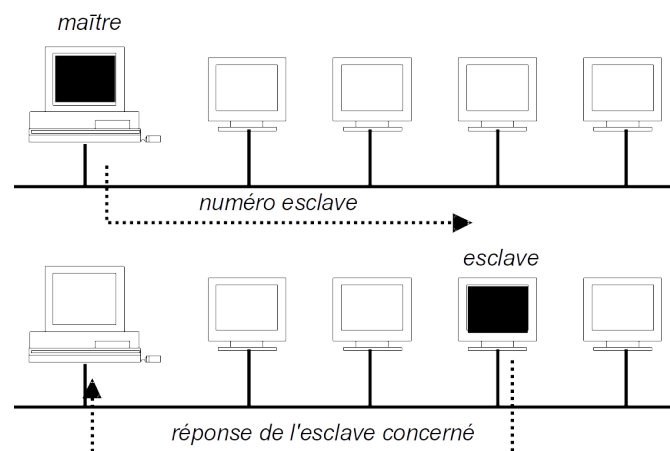 maître
numéro esclave
esclave
réponse de l'esclave concerné